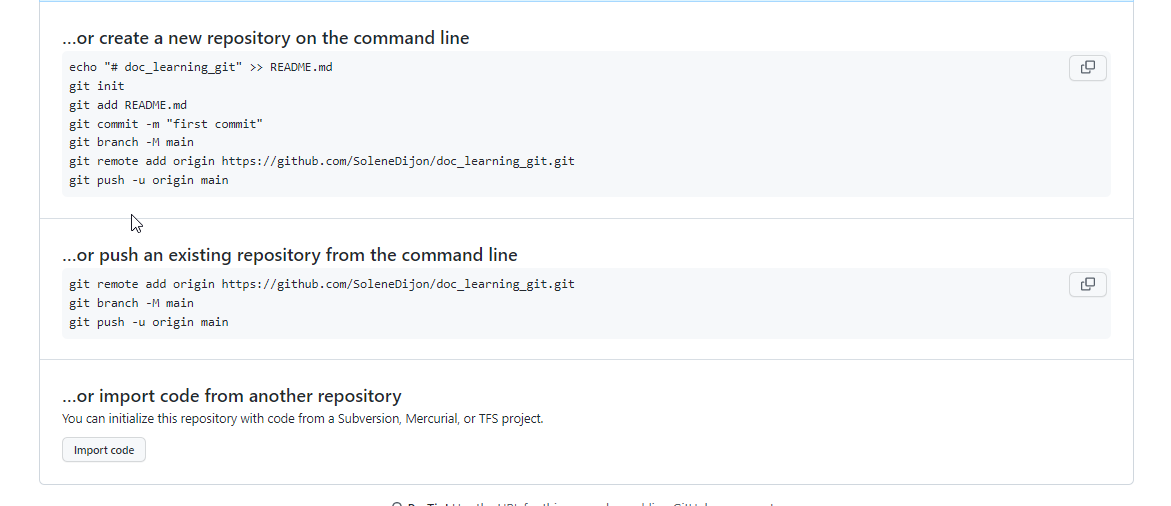 ...or create a new repository on the command line
echo "# doc_learning_git" >> README.md
git init
git add README.md
git commit -m "first commit"
git branch -M main
git remote add origin https://github.com/SoleneDijon/doc_learning_git.git
git push -u origin main
...or push an existing repository from the command line
git remote add origin https://github.com/SoleneDijon/doc_learning_git.git
git branch -M main
git push -u origin main
...or import code from another repository
You can initialize this repository with code from a Subversion, Mercurial, or TFS project.
Import code